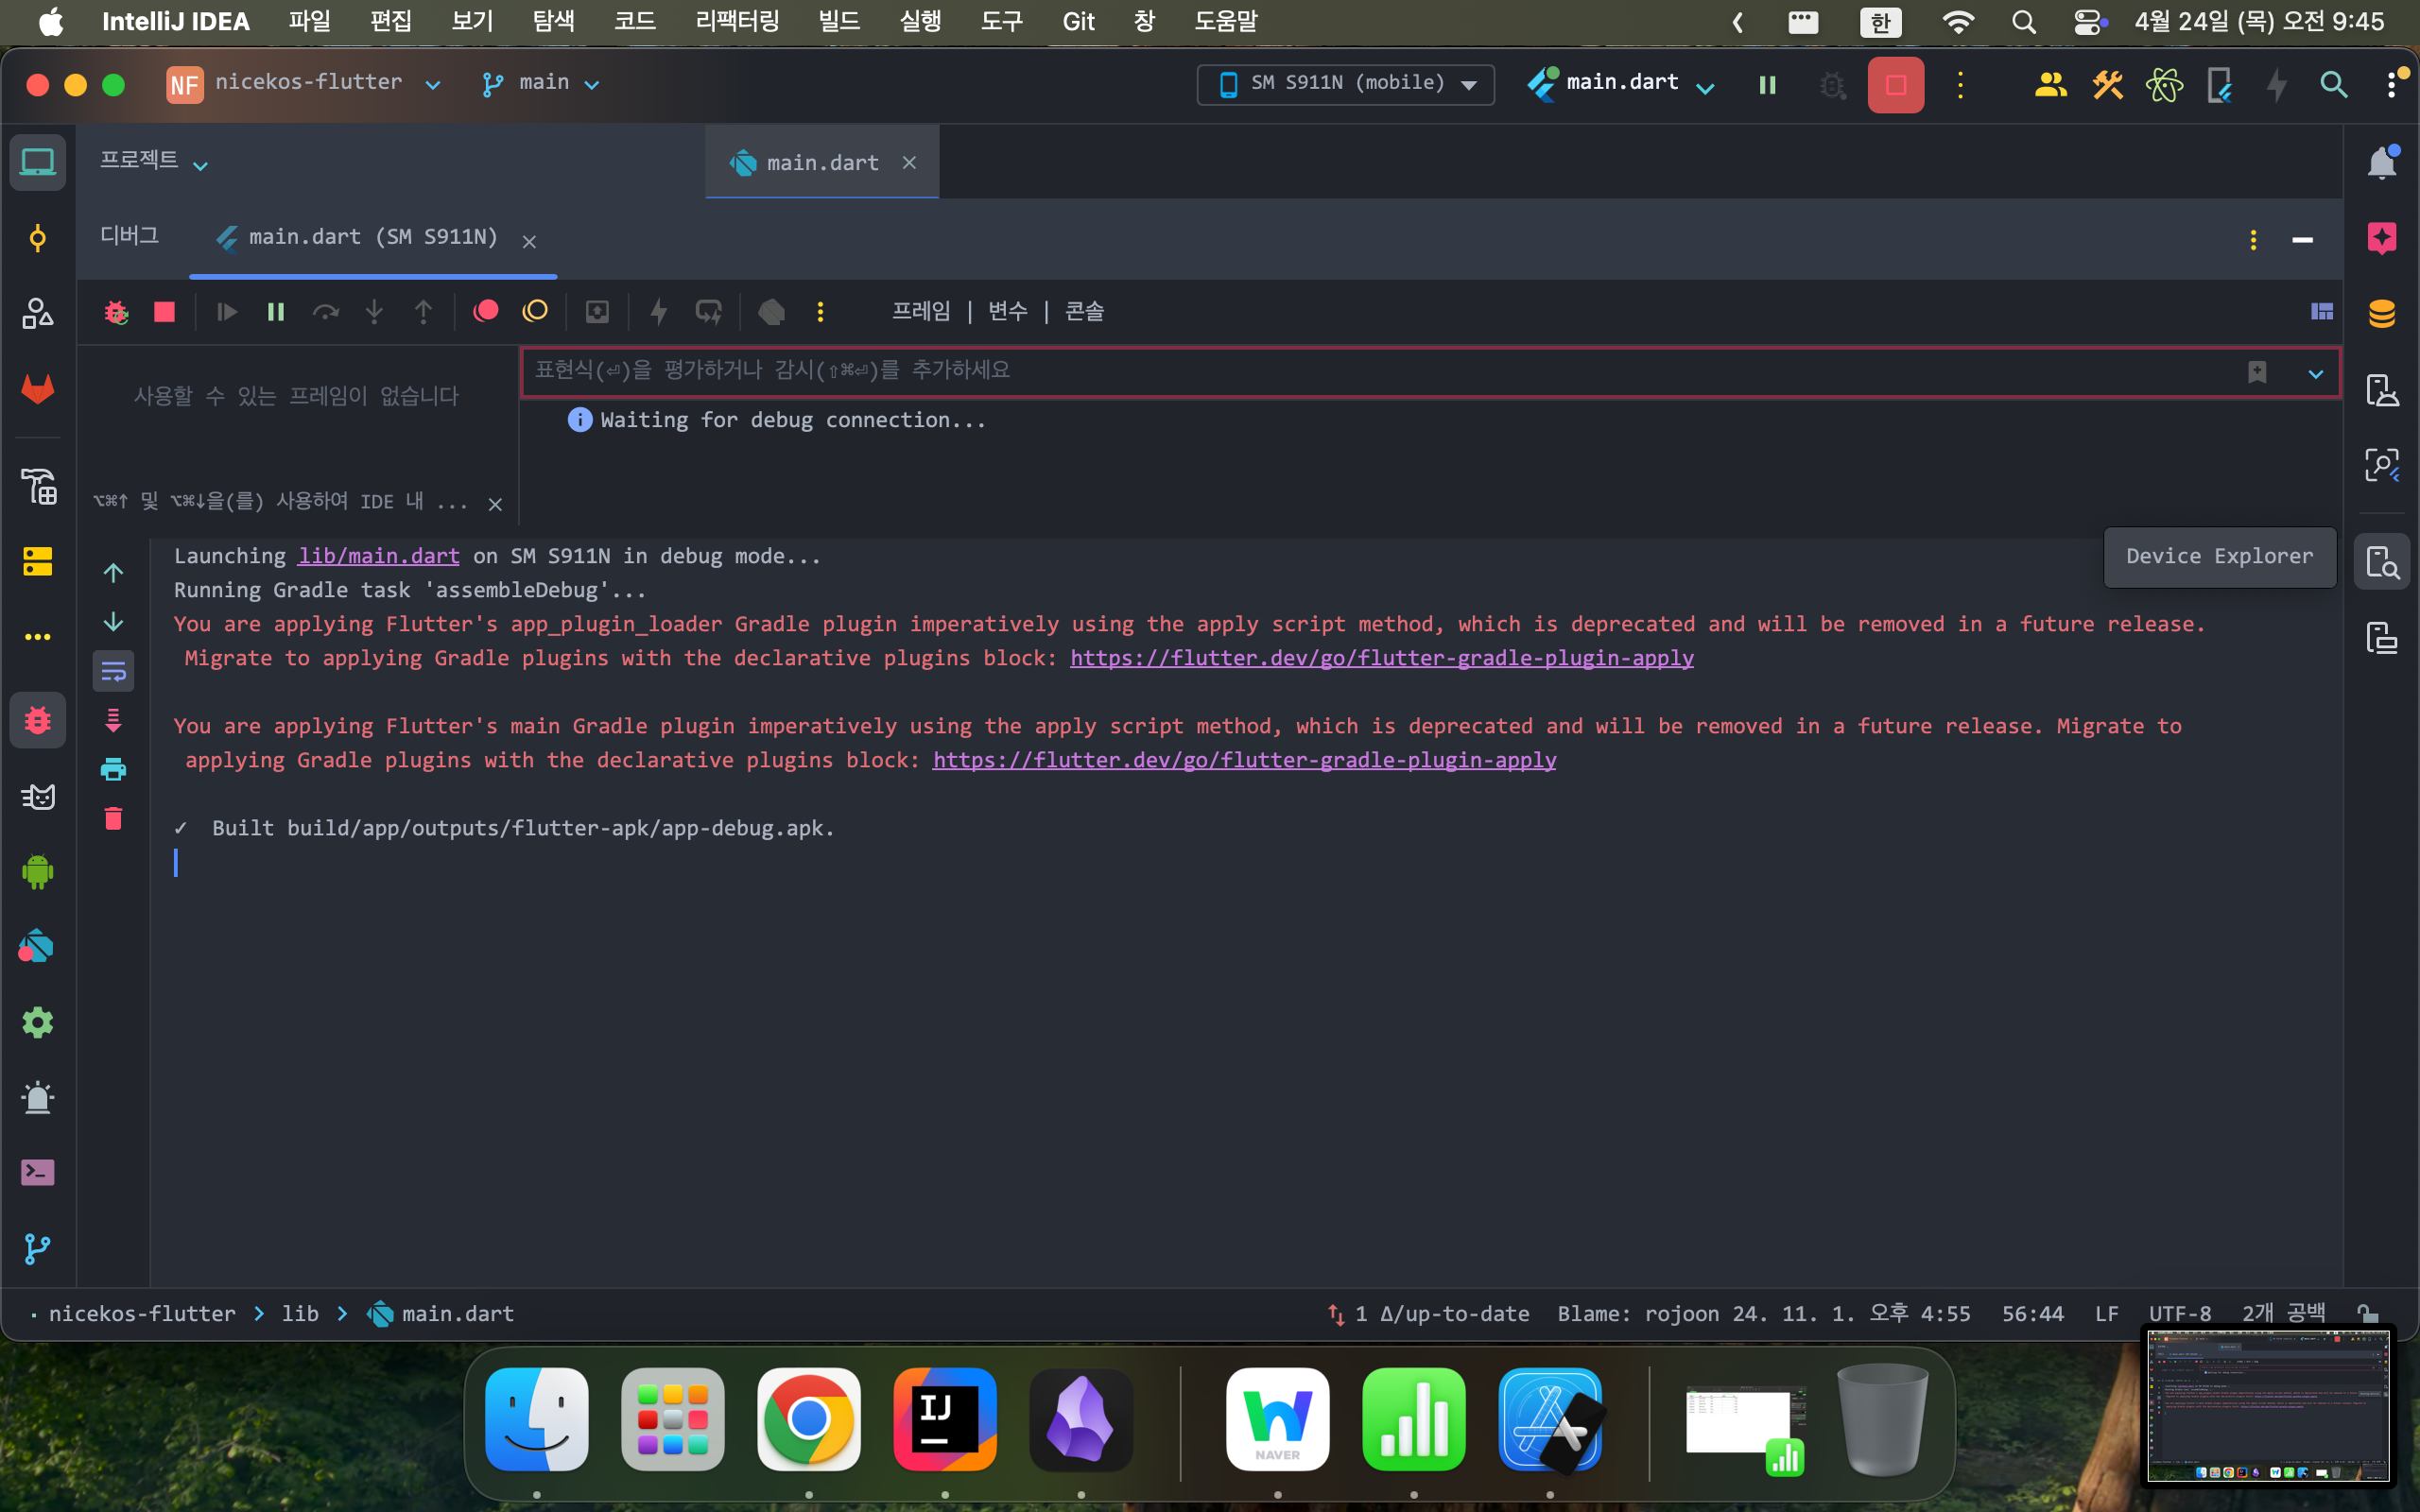 IntelliJ IDEA 파일 편집 보기 탐색 코드 리팩터링 빌드 실행 도구 Git 창 도움말 한 4월 24일 (목) 오전 9:45
NF nicekos-flutter main SM S911N (mobile) main.dart
프로젝트 main.dart
디버그 main.dart (SM S911N)
프레임 | 변수 | 콘솔
표현식(⏎)을 평가하거나 감시(⇧⌘⏎)를 추가하세요
사용할 수 있는 프레임이 없습니다
Waiting for debug connection...
⌥⌘↑ 및 ⌥⌘↓을(를) 사용하여 IDE 내 ...
Launching lib/main.dart on SM S911N in debug mode...
Device Explorer
Running Gradle task 'assembleDebug'...
You are applying Flutter's app_plugin_loader Gradle plugin imperatively using the apply script method, which is deprecated and will be removed in a future release.
Migrate to applying Gradle plugins with the declarative plugins block: https://flutter.dev/go/flutter-gradle-plugin-apply
You are applying Flutter's main Gradle plugin imperatively using the apply script method, which is deprecated and will be removed in a future release. Migrate to
applying Gradle plugins with the declarative plugins block: https://flutter.dev/go/flutter-gradle-plugin-apply
✓ Built build/app/outputs/flutter-apk/app-debug.apk.
nicekos-flutter > lib > main.dart 1 Δ/up-to-date Blame: rojoon 24. 11. 1. 오후 4:55 56:44 LF UTF-8 2개 공백
IJ
NAVER